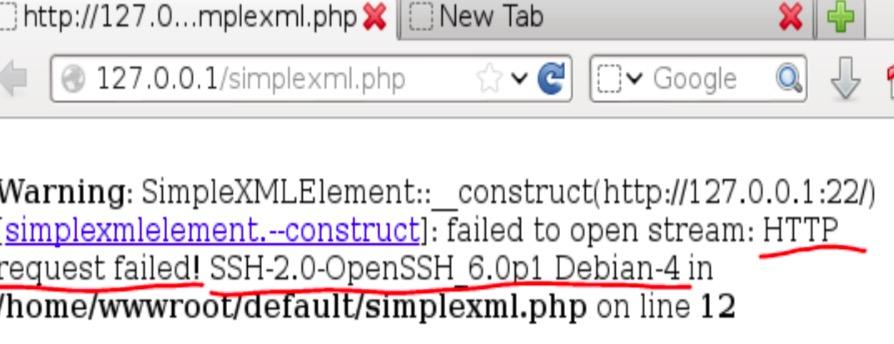 http://127.0...mplexml.php New Tab
127.0.0.1/simplexml.php Google
Warning: SimpleXMLElement::__construct(http://127.0.0.1:22/)
[simplexmlelement.--construct]: failed to open stream: HTTP
request failed! SSH-2.0-OpenSSH_6.0p1 Debian-4 in
/home/wwwroot/default/simplexml.php on line 12